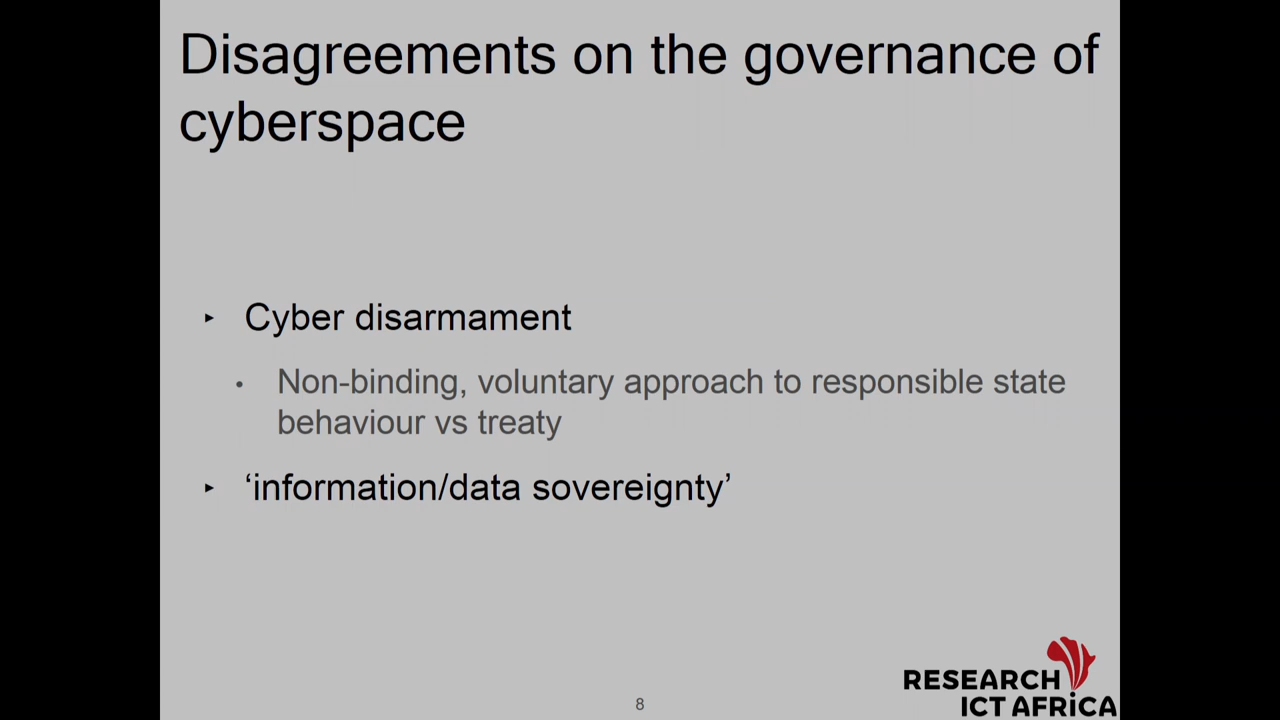 Disagreements on the governance of
cyberspace
‣ Cyber disarmament
• Non-binding, voluntary approach to responsible state
behaviour vs treaty
‣ ‘information/data sovereignty’
8
RESEARCH
ICT AFRiCA